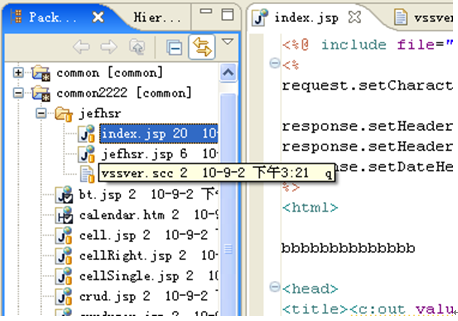 Pack...
Hier...
common [common]
common2222 [common]
jefhsr
index.jsp 20 10-
jefhsr.jsp 6 10-
vssver.scc 2 10-9-2 下午3:21 q
bt.jsp 2 10-9-2 下
calendar.htm 2 10-9
cell.jsp 2 10-9-2
cellRight.jsp 2 10-
cellSingle.jsp 2 10
crud.jsp 2 10-9-2
index.jsp
vssver
<%@ include file="
<%
request.setCharac
response.setHeader
response.setHeader
response.setDateHe
%>
<html>
bbbbbbbbbbbbbbb
<head>
<title><c:out valu